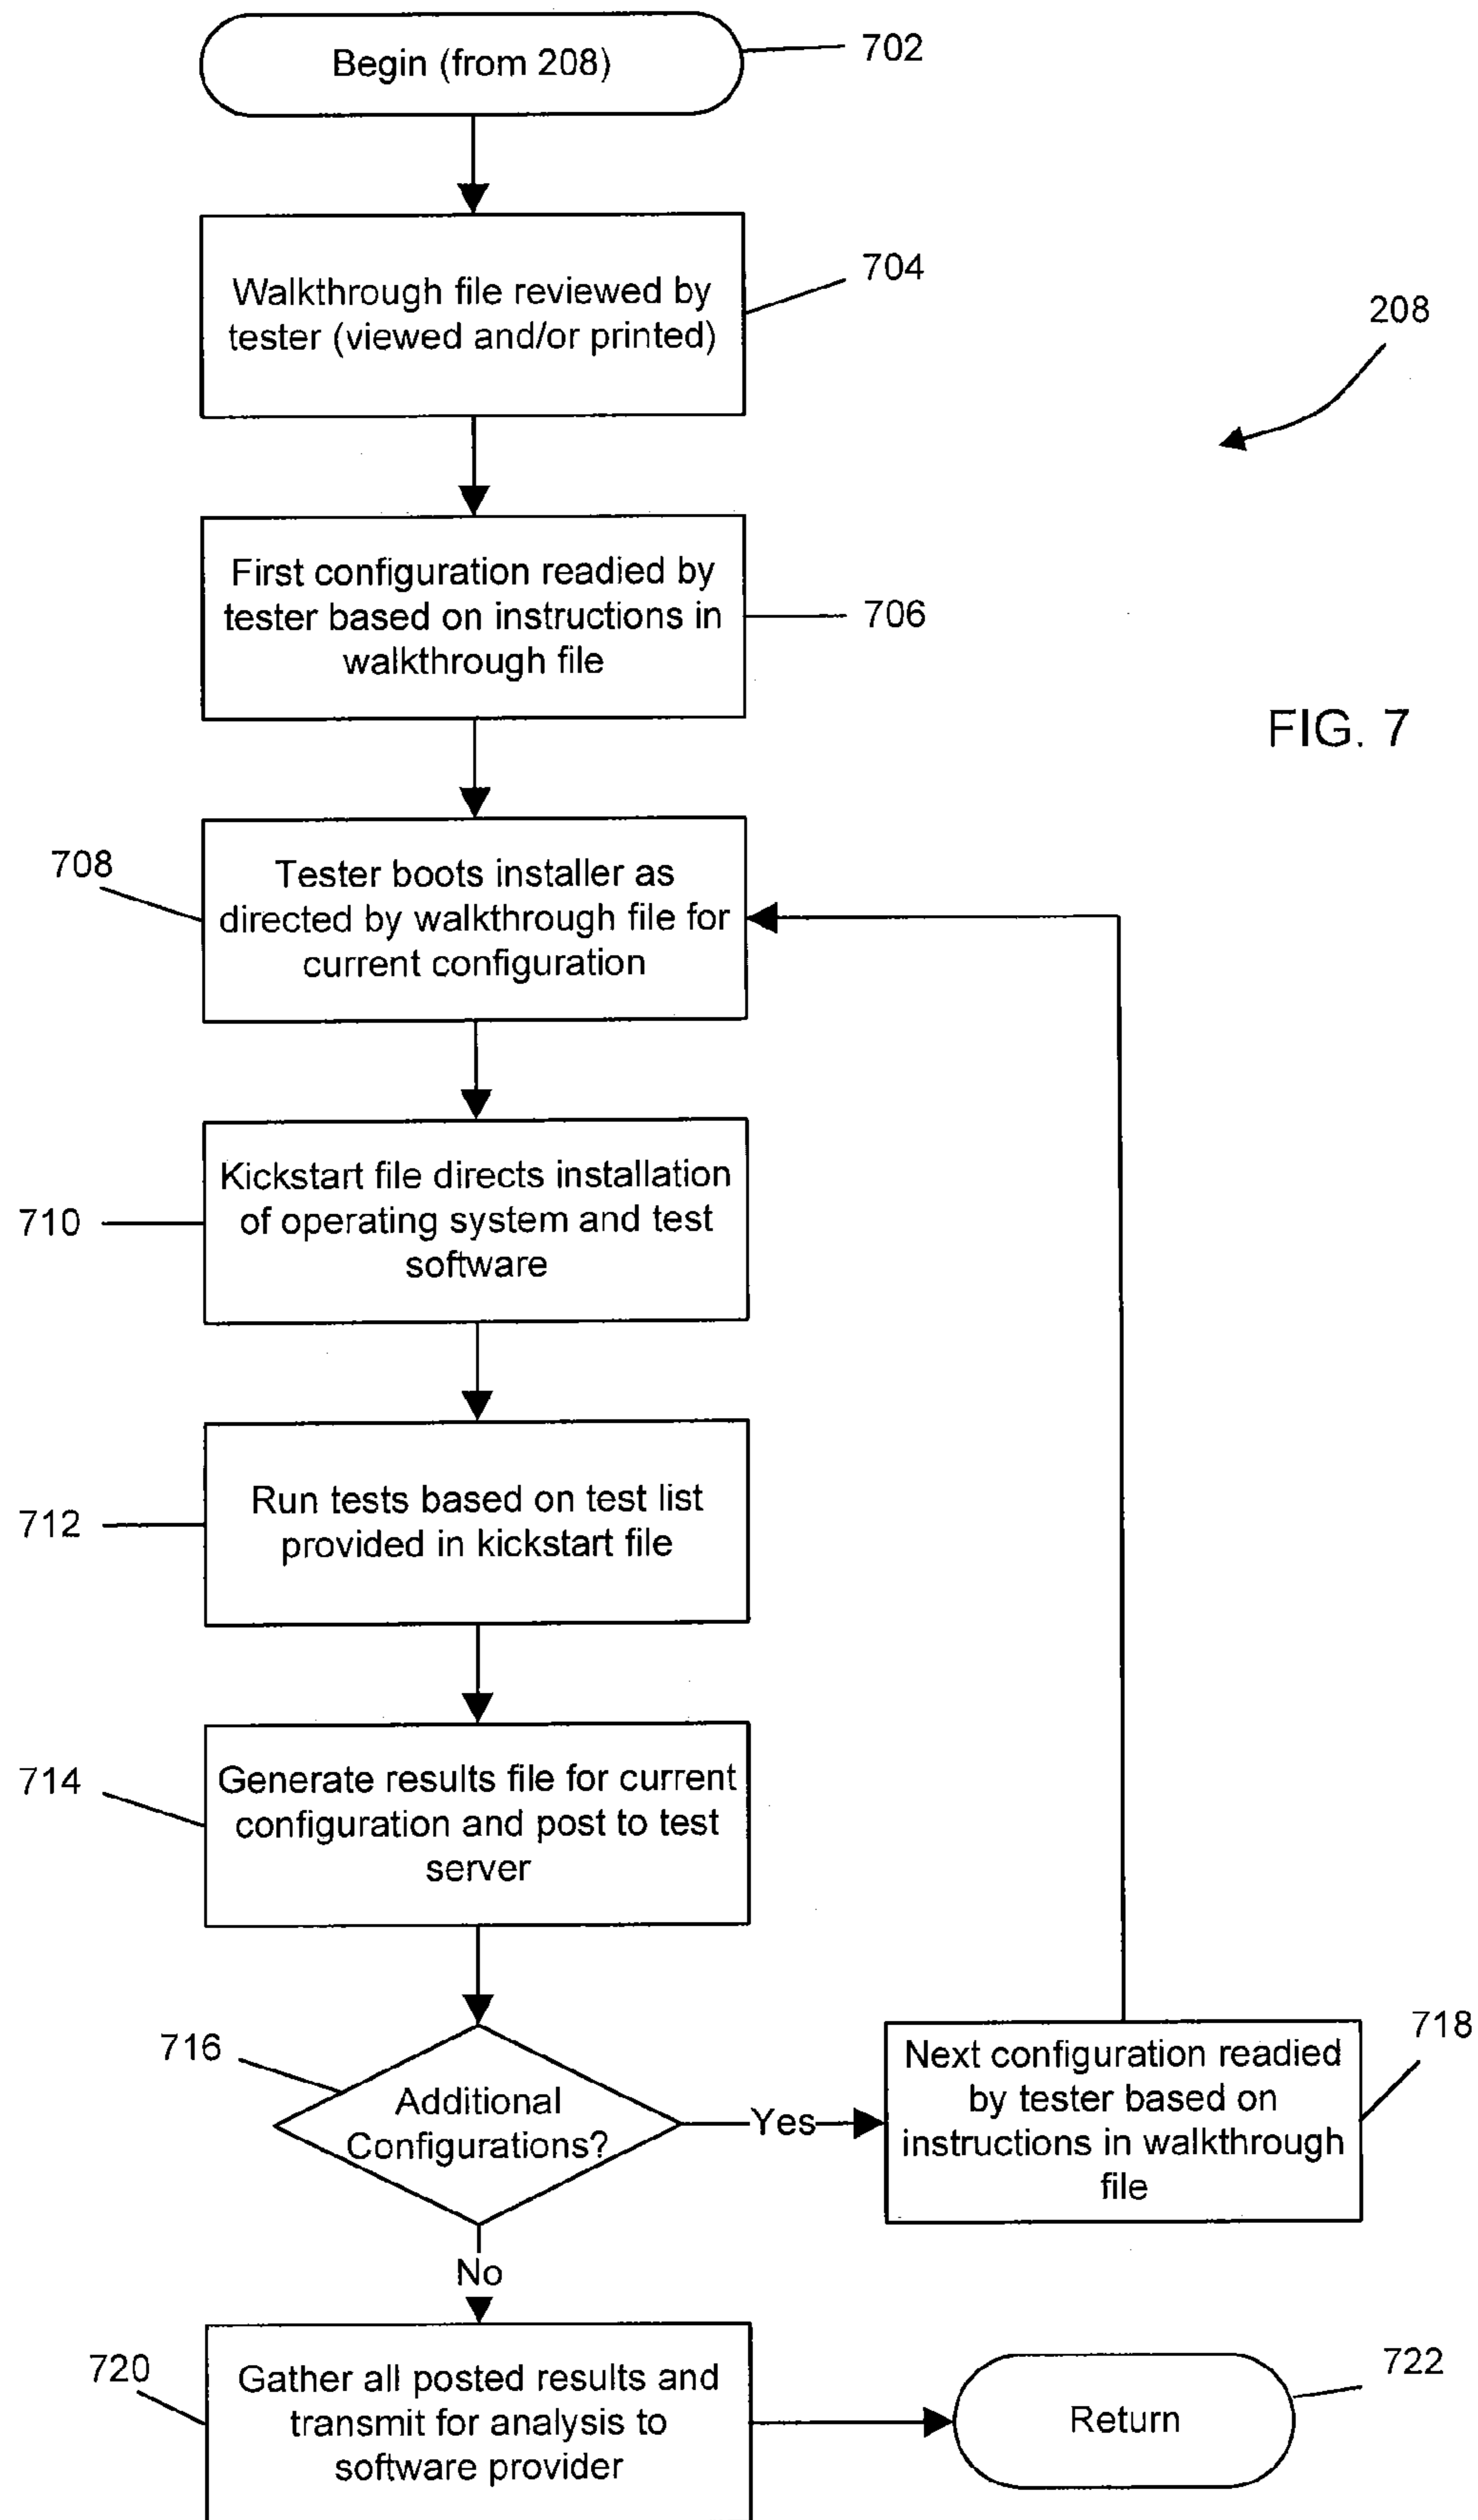 Begin (from 208)
702
Walkthrough file reviewed by
tester (viewed and/or printed)
704
208
First configuration readied by
tester based on instructions in
walkthrough file
706
FIG. 7
708
Tester boots installer as
directed by walkthrough file for
current configuration
710
Kickstart file directs installation
of operating system and test
software
712
Run tests based on test list
provided in kickstart file
714
Generate results file for current
configuration and post to test
server
716
Additional
Configurations?
Yes
718
Next configuration readied
by tester based on
instructions in walkthrough
file
No
720
Gather all posted results and
transmit for analysis to
software provider
722
Return